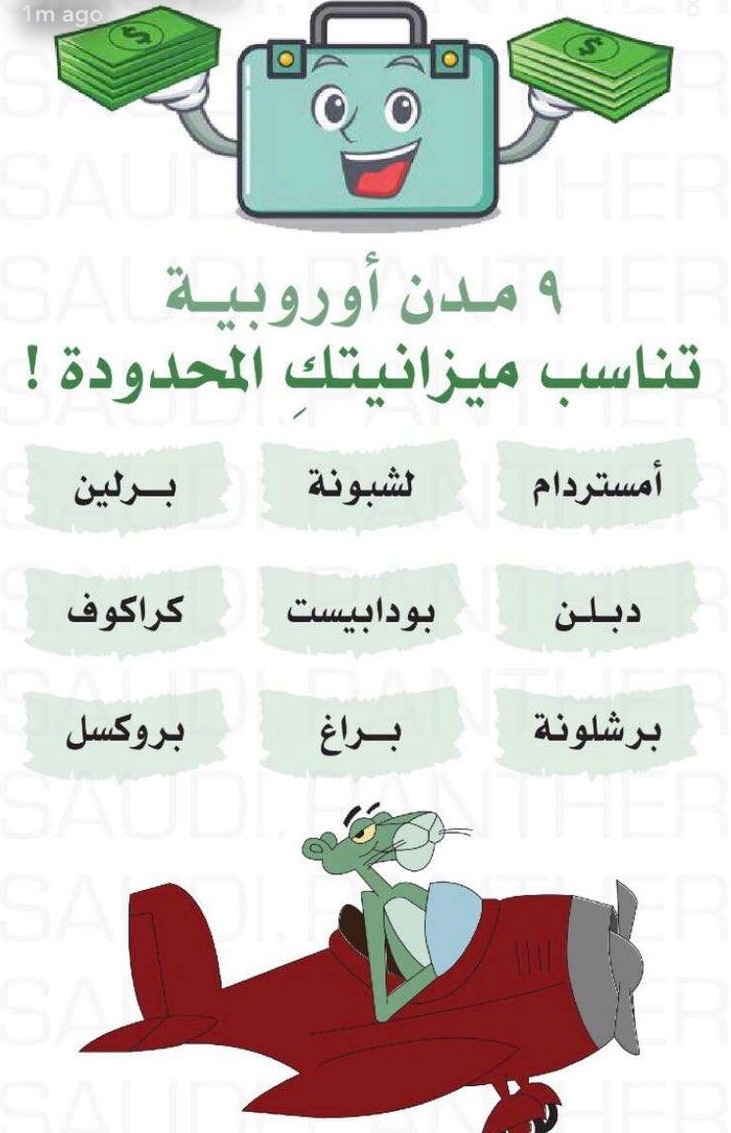 1m ago
٩ مدن أوروبية
تناسب ميزانيتكِ المحدودة !
أمستردام
لشبونة
برلين
دبلن
بودابيست
كراكوف
برشلونة
براغ
بروكسل
SAUDI.PANTHER